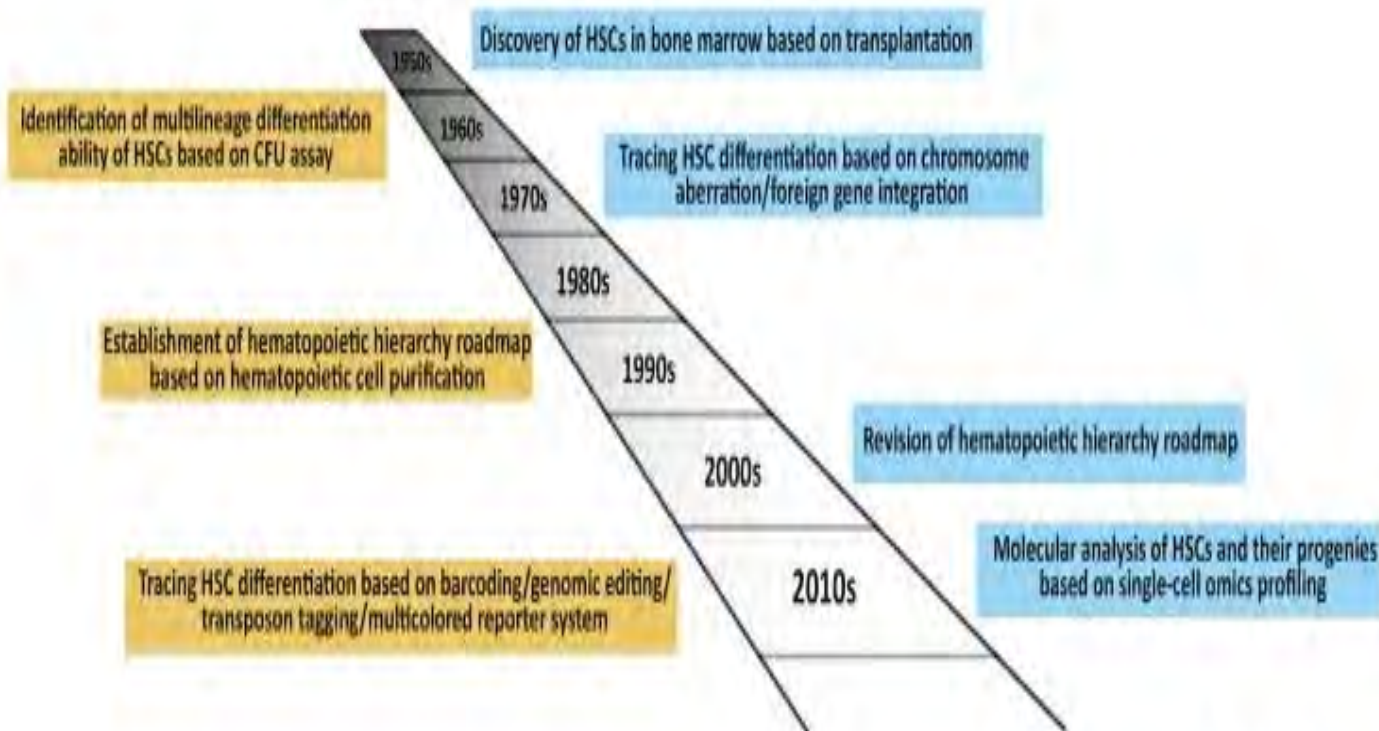 Discovery of HSCs in bone marrow based on transplantation
1950s
Identification of multilineage differentiation
ability of HSCs based on CFU assay
1960s
Tracing HSC differentiation based on chromosome
aberration/foreign gene integration
1970s
1980s
Establishment of hematopoietic hierarchy roadmap
based on hematopoietic cell purification
1990s
Revision of hematopoietic hierarchy roadmap
2000s
Molecular analysis of HSCs and their progenies
based on single-cell omics profiling
Tracing HSC differentiation based on barcoding/genomic editing/
transposon tagging/multicolored reporter system
2010s